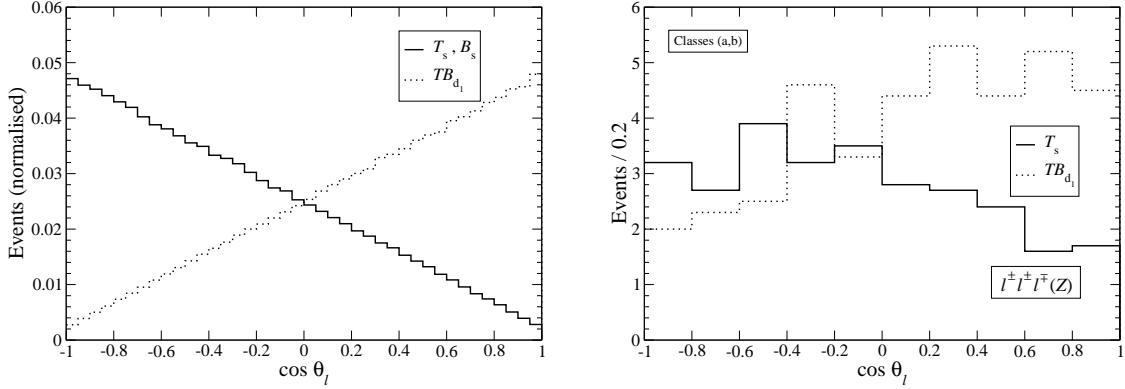 0.06
0.05
0.04
0.03
0.02
0.01
0
-1 -0.8 -0.6 -0.4 -0.2 0 0.2 0.4 0.6 0.8 1
cos θ_l
Events (normalised)
T_s , B_s
TB_d_1
6
5
4
3
2
1
0
-1 -0.8 -0.6 -0.4 -0.2 0 0.2 0.4 0.6 0.8 1
cos θ_l
Events / 0.2
Classes (a,b)
T_s
TB_d_1
l^± l^± l^∓ (Z)